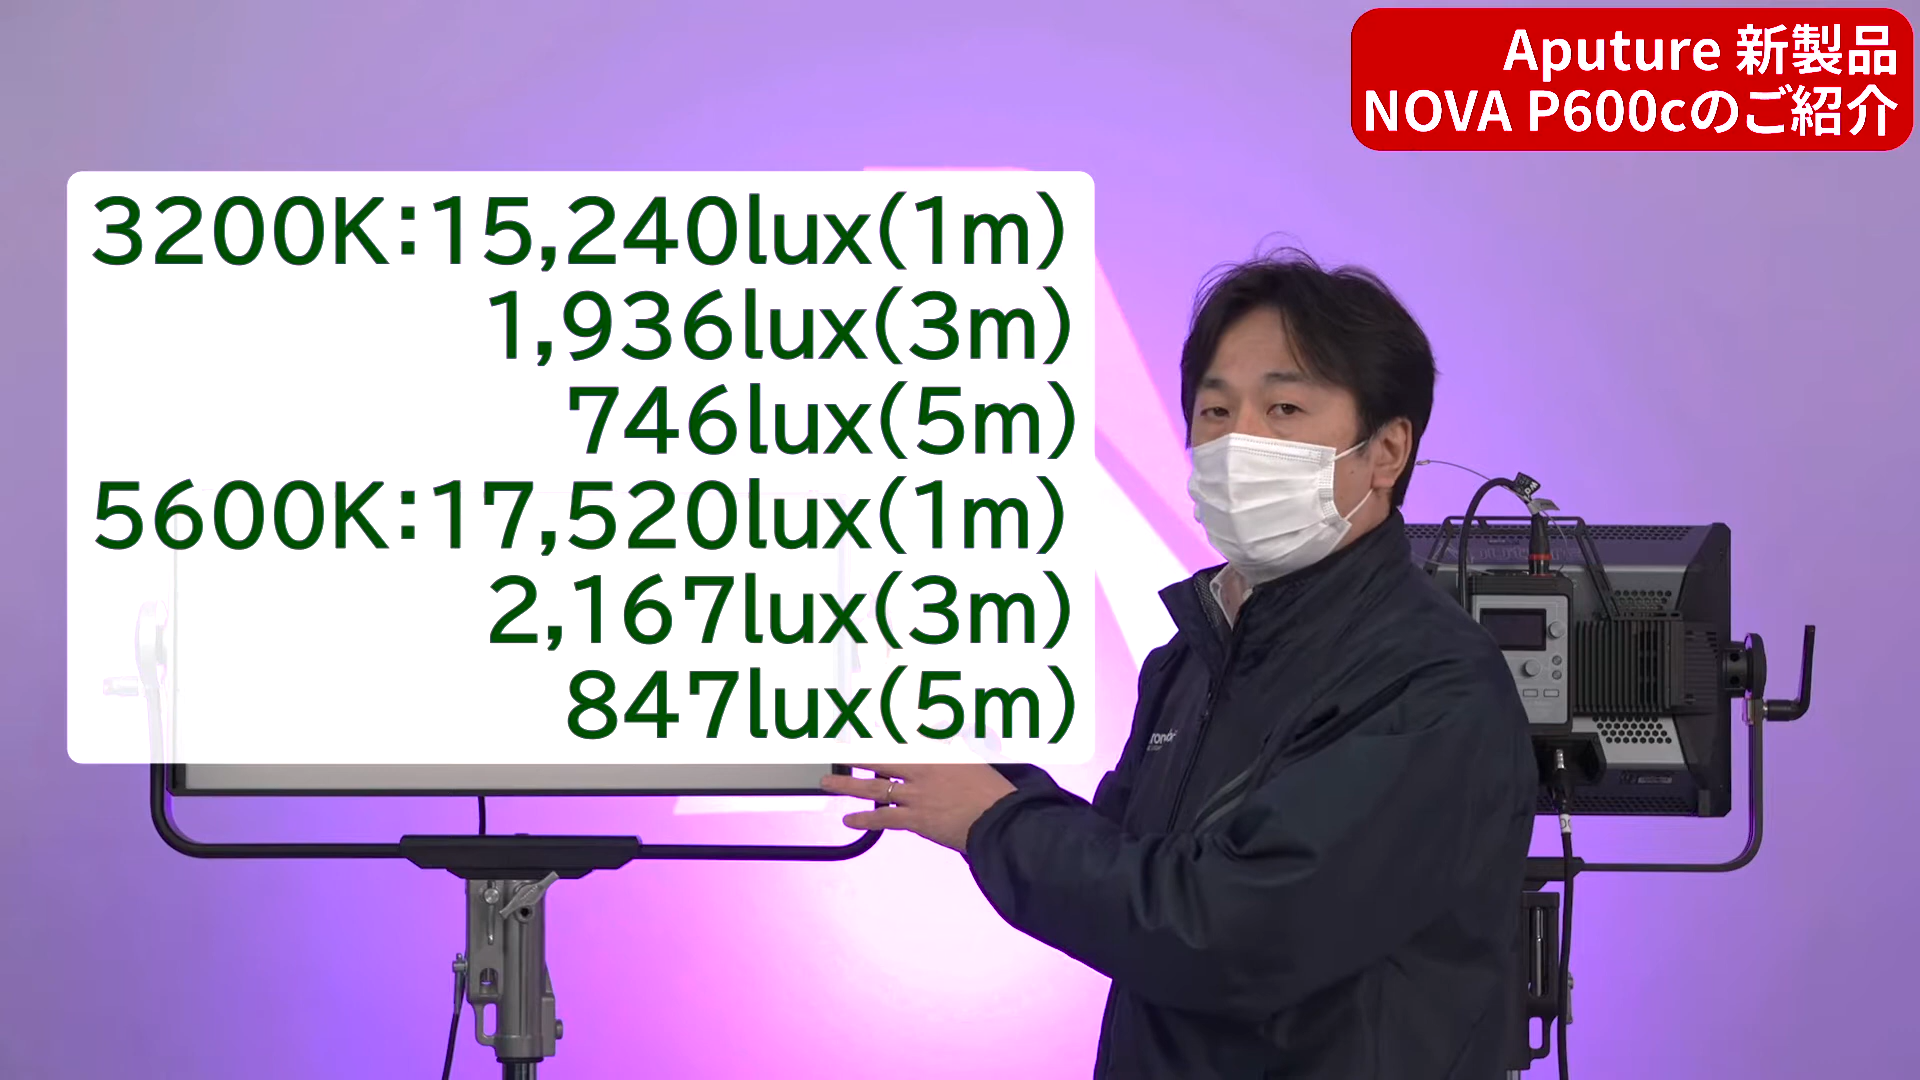 Aputure 新製品
NOVA P600cのご紹介
3200K:15,240lux(1m)
1,936lux(3m)
746lux(5m)
5600K:17,520lux(1m)
2,167lux(3m)
847lux(5m)